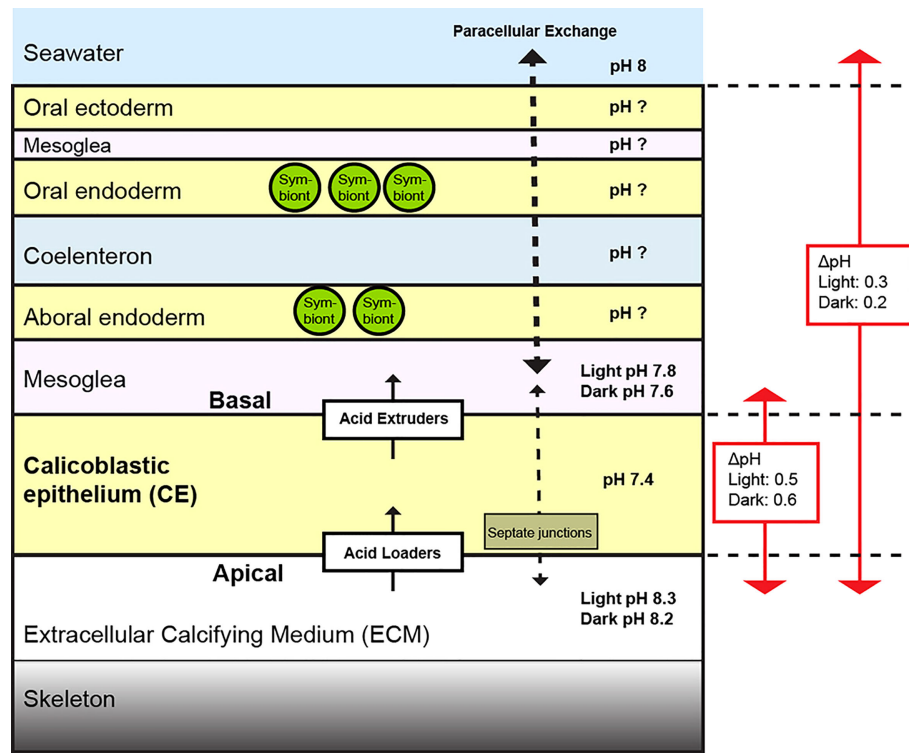 Paracellular Exchange
Seawater
pH 8
Oral ectoderm
pH ?
Mesoglea
pH ?
Oral endoderm
Sym-
biont
Sym-
biont
Sym-
biont
pH ?
Coelenteron
pH ?
Aboral endoderm
Sym-
biont
Sym-
biont
pH ?
Mesoglea
Light pH 7.8
Dark pH 7.6
Basal
Acid Extruders
Calicoblastic
epithelium (CE)
pH 7.4
Septate junctions
Acid Loaders
Apical
Light pH 8.3
Dark pH 8.2
Extracellular Calcifying Medium (ECM)
Skeleton
ΔpH
Light: 0.5
Dark: 0.6
ΔpH
Light: 0.3
Dark: 0.2